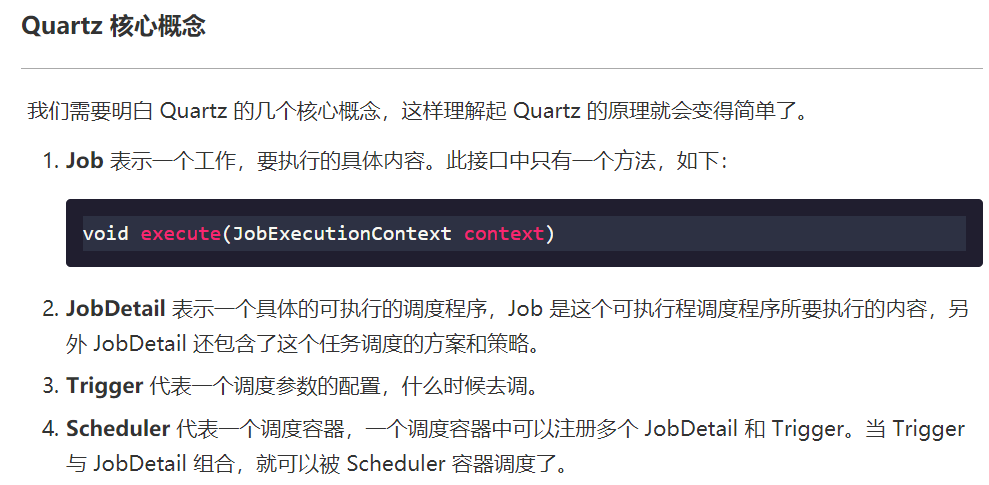 Quartz 核心概念
我们需要明白 Quartz 的几个核心概念，这样理解起 Quartz 的原理就会变得简单了。
1. Job 表示一个工作，要执行的具体内容。此接口中只有一个方法，如下：
void execute(JobExecutionContext context)
2. JobDetail 表示一个具体的可执行的调度程序，Job 是这个可执行程调度程序所要执行的内容，另
外 JobDetail 还包含了这个任务调度的方案和策略。
3. Trigger 代表一个调度参数的配置，什么时候去调。
4. Scheduler 代表一个调度容器，一个调度容器中可以注册多个 JobDetail 和 Trigger。当 Trigger
与 JobDetail 组合，就可以被 Scheduler 容器调度了。